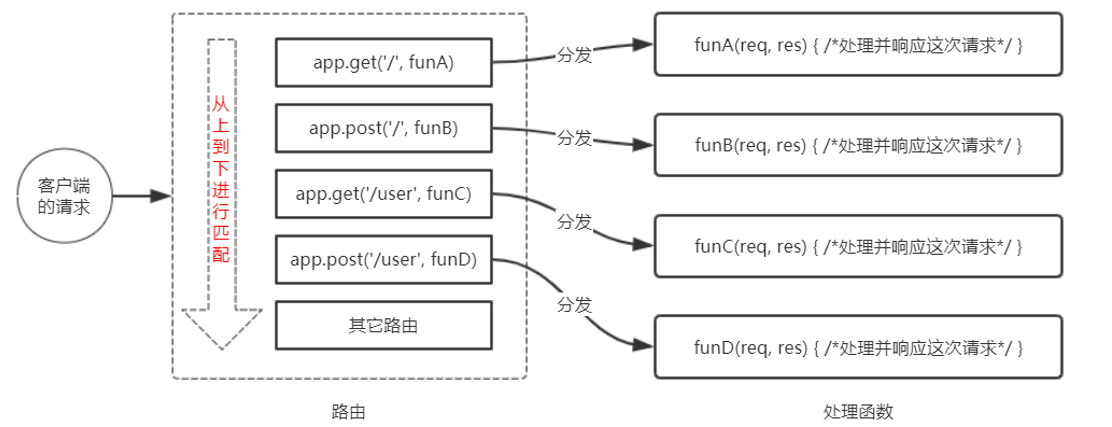 客户端
的请求
从上到下进行匹配
app.get('/', funA)
app.post('/', funB)
app.get('/user', funC)
app.post('/user', funD)
其它路由
分发
分发
分发
分发
funA(req, res) { /*处理并响应这次请求*/ }
funB(req, res) { /*处理并响应这次请求*/ }
funC(req, res) { /*处理并响应这次请求*/ }
funD(req, res) { /*处理并响应这次请求*/ }
路由
处理函数